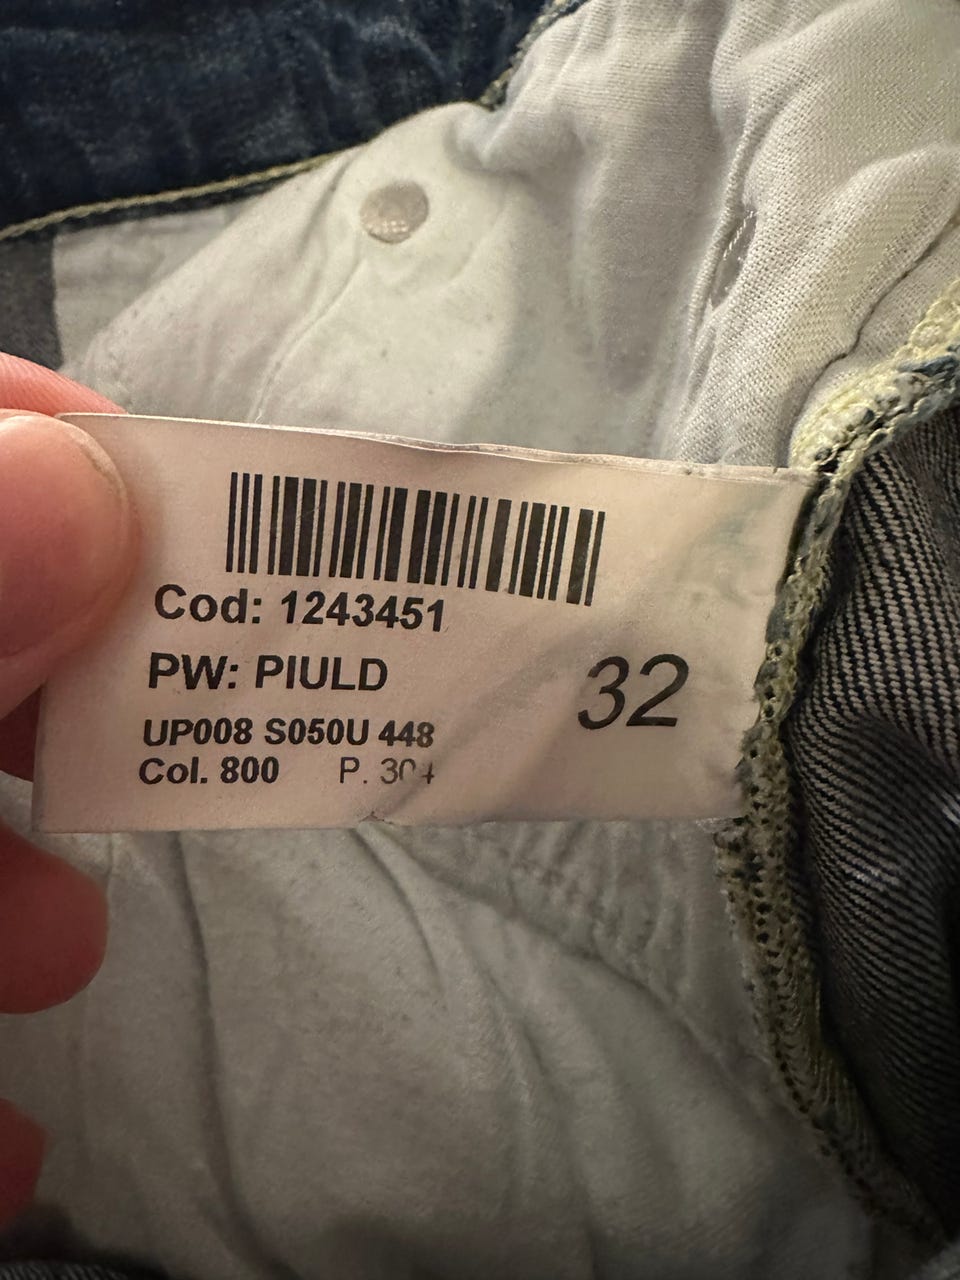 Cod: 1243451
PW: PIULD
32
UP008 S050U 448
Col. 800 P.